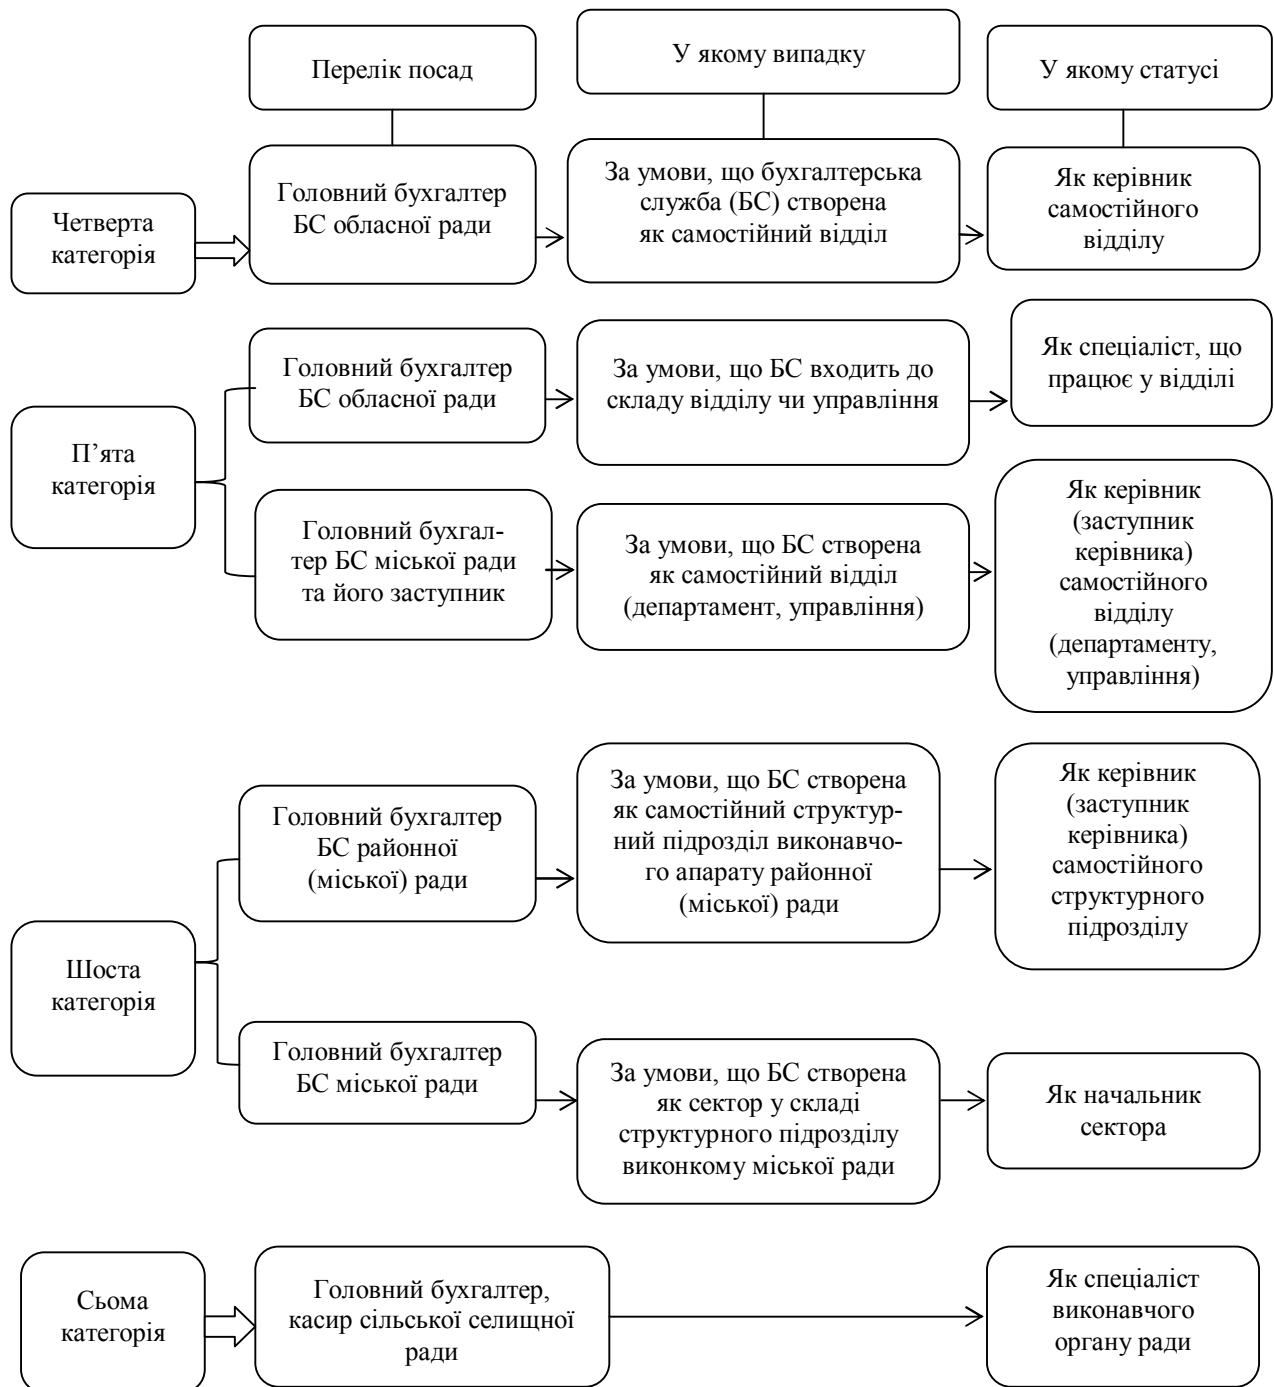 Перелік посад
У якому випадку
У якому статусі
Четверта
категорія
Головний бухгалтер
БС обласної ради
За умови, що бухгалтерська
служба (БС) створена
як самостійний відділ
Як керівник
самостійного
відділу
П’ята
категорія
Головний бухгалтер
БС обласної ради
За умови, що БС входить до
складу відділу чи управління
Як спеціаліст, що
працює у відділі
Головний бухгал-
тер БС міської ради
та його заступник
За умови, що БС створена
як самостійний відділ
(департамент, управління)
Як керівник
(заступник
керівника)
самостійного
відділу
(департаменту,
управління)
Шоста
категорія
Головний бухгалтер
БС районної
(міської) ради
За умови, що БС створена
як самостійний структур-
ний підрозділ виконавчо-
го апарату районної
(міської) ради
Як керівник
(заступник
керівника)
самостійного
структурного
підрозділу
Головний бухгалтер
БС міської ради
За умови, що БС створена
як сектор у складі
структурного підрозділу
виконкому міської ради
Як начальник
сектора
Сьома
категорія
Головний бухгалтер,
касир сільської селищної
ради
Як спеціаліст
виконавчого
органу ради